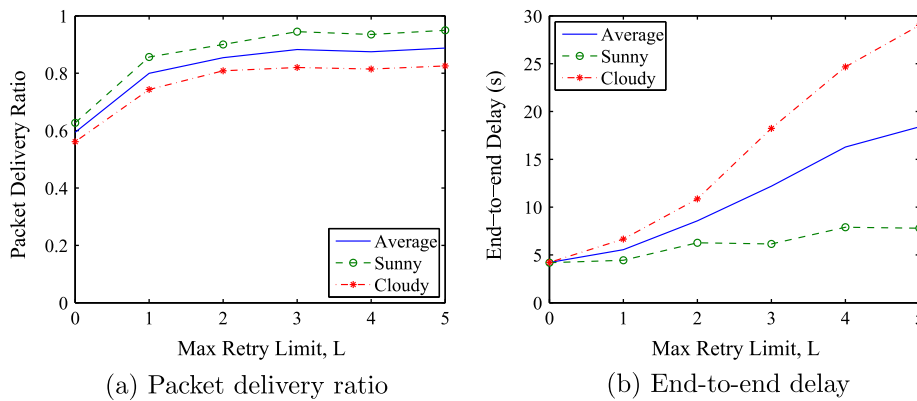 1
0.8
0.6
0.4
0.2
0
Packet Delivery Ratio
Average
Sunny
Cloudy
0 1 2 3 4 5
Max Retry Limit, L
(a) Packet delivery ratio
30
25
20
15
10
5
0
End−to−end Delay (s)
Average
Sunny
Cloudy
0 1 2 3 4 5
Max Retry Limit, L
(b) End-to-end delay